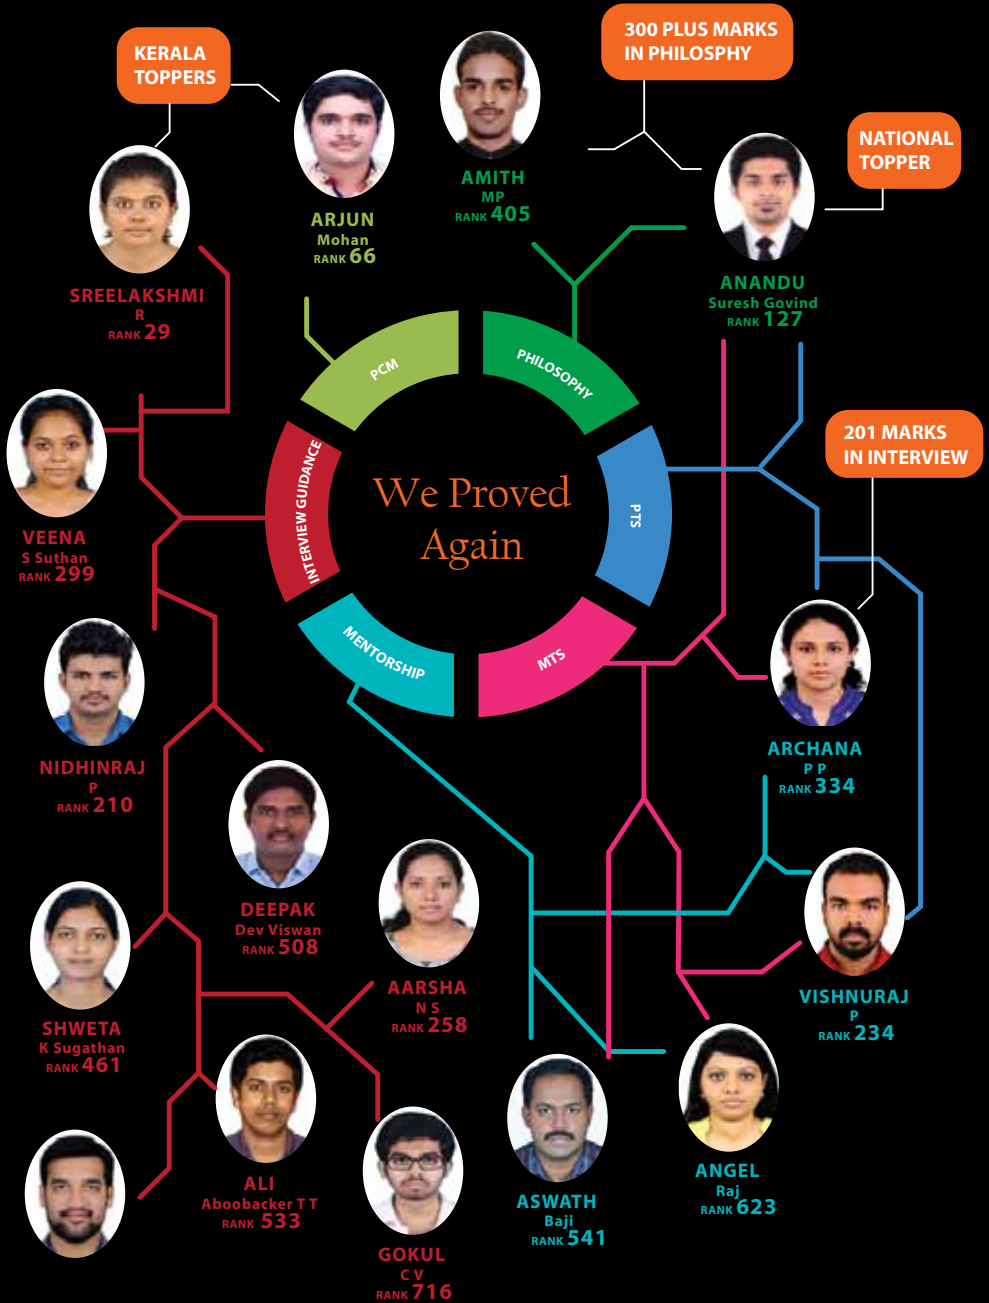 KERALA
TOPPERS
300 PLUS MARKS
IN PHILOSPHY
NATIONAL
TOPPER
AMITH
MP
RANK 405
ARJUN
Mohan
RANK 66
SREELAKSHMI
R
RANK 29
ANANDU
Suresh Govind
RANK 127
PCM
PHILOSOPHY
201 MARKS
IN INTERVIEW
INTERVIEW GUIDANCE
We Proved
Again
PTS
VEENA
S Suthan
RANK 299
MENTORSHIP
MTS
NIDHINRAJ
P
RANK 210
ARCHANA
P P
RANK 334
DEEPAK
Dev Viswan
RANK 508
AARSHA
N S
RANK 258
VISHNURAJ
P
RANK 234
SHWETA
K Sugathan
RANK 461
ALI
Aboobacker T T
RANK 533
ANGEL
Raj
RANK 623
ASWATH
Baji
RANK 541
GOKUL
C V
RANK 716